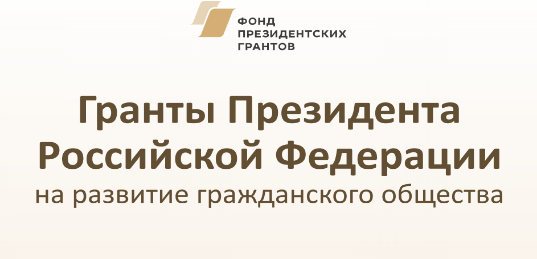 ФОНД
ПРЕЗИДЕНТСКИХ
ГРАНТОВ
Гранты Президента
Российской Федерации
на развитие гражданского общества